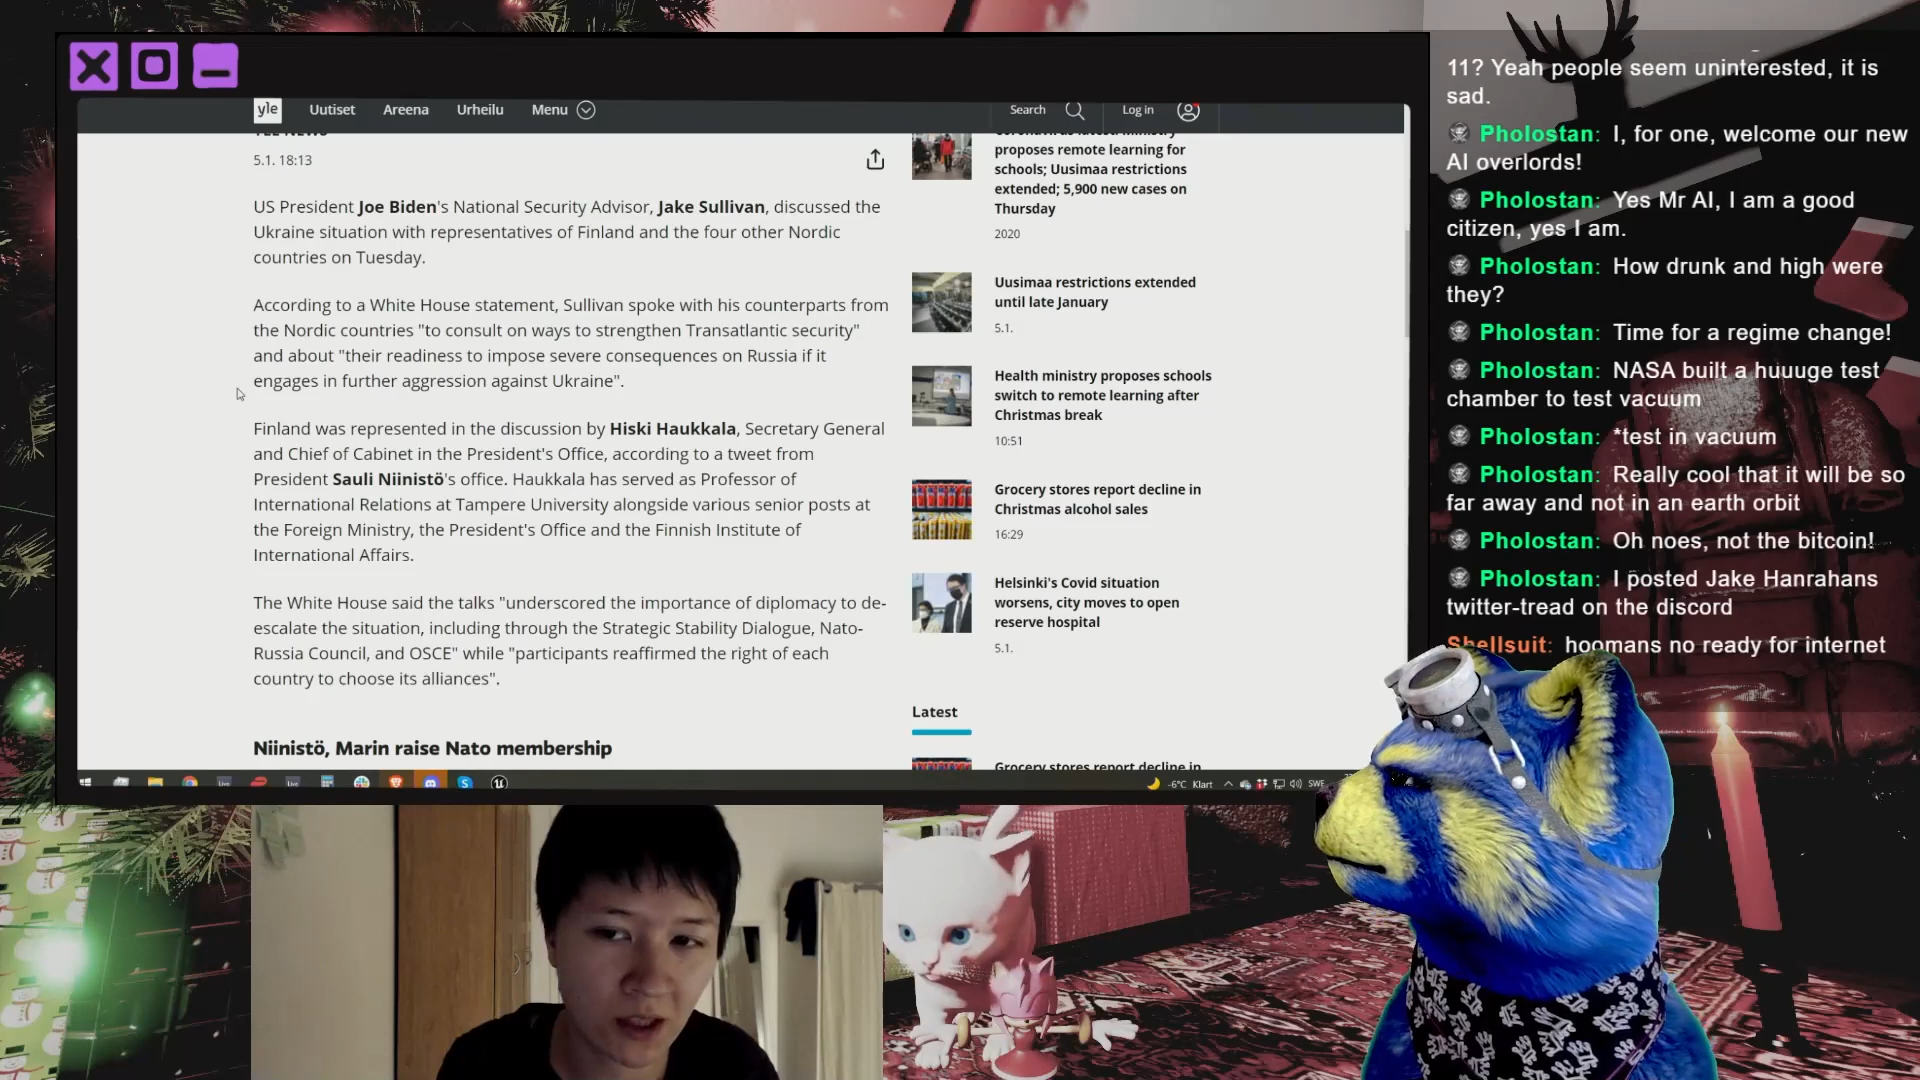 yle Uutiset Areena Urheilu Menu Search Log in
YLE NEWS
5.1. 18:13
US President Joe Biden's National Security Advisor, Jake Sullivan, discussed the
Ukraine situation with representatives of Finland and the four other Nordic
countries on Tuesday.
According to a White House statement, Sullivan spoke with his counterparts from
the Nordic countries "to consult on ways to strengthen Transatlantic security"
and about "their readiness to impose severe consequences on Russia if it
engages in further aggression against Ukraine".
Finland was represented in the discussion by Hiski Haukkala, Secretary General
and Chief of Cabinet in the President's Office, according to a tweet from
President Sauli Niinistö's office. Haukkala has served as Professor of
International Relations at Tampere University alongside various senior posts at
the Foreign Ministry, the President's Office and the Finnish Institute of
International Affairs.
The White House said the talks "underscored the importance of diplomacy to de-
escalate the situation, including through the Strategic Stability Dialogue, Nato-
Russia Council, and OSCE" while "participants reaffirmed the right of each
country to choose its alliances".
Niinistö, Marin raise Nato membership
Coronavirus latest: Ministry
proposes remote learning for
schools; Uusimaa restrictions
extended; 5,900 new cases on
Thursday
2020
Uusimaa restrictions extended
until late January
5.1.
Health ministry proposes schools
switch to remote learning after
Christmas break
10:51
Grocery stores report decline in
Christmas alcohol sales
16:29
Helsinki's Covid situation
worsens, city moves to open
reserve hospital
5.1.
Latest
Grocery stores report decline in
-6°C Klart SWE
11? Yeah people seem uninterested, it is
sad.
Pholostan: I, for one, welcome our new
AI overlords!
Pholostan: Yes Mr AI, I am a good
citizen, yes I am.
Pholostan: How drunk and high were
they?
Pholostan: Time for a regime change!
Pholostan: NASA built a huuuge test
chamber to test vacuum
Pholostan: *test in vacuum
Pholostan: Really cool that it will be so
far away and not in an earth orbit
Pholostan: Oh noes, not the bitcoin!
Pholostan: I posted Jake Hanrahans
twitter-tread on the discord
Shellsuit: hoomans no ready for internet